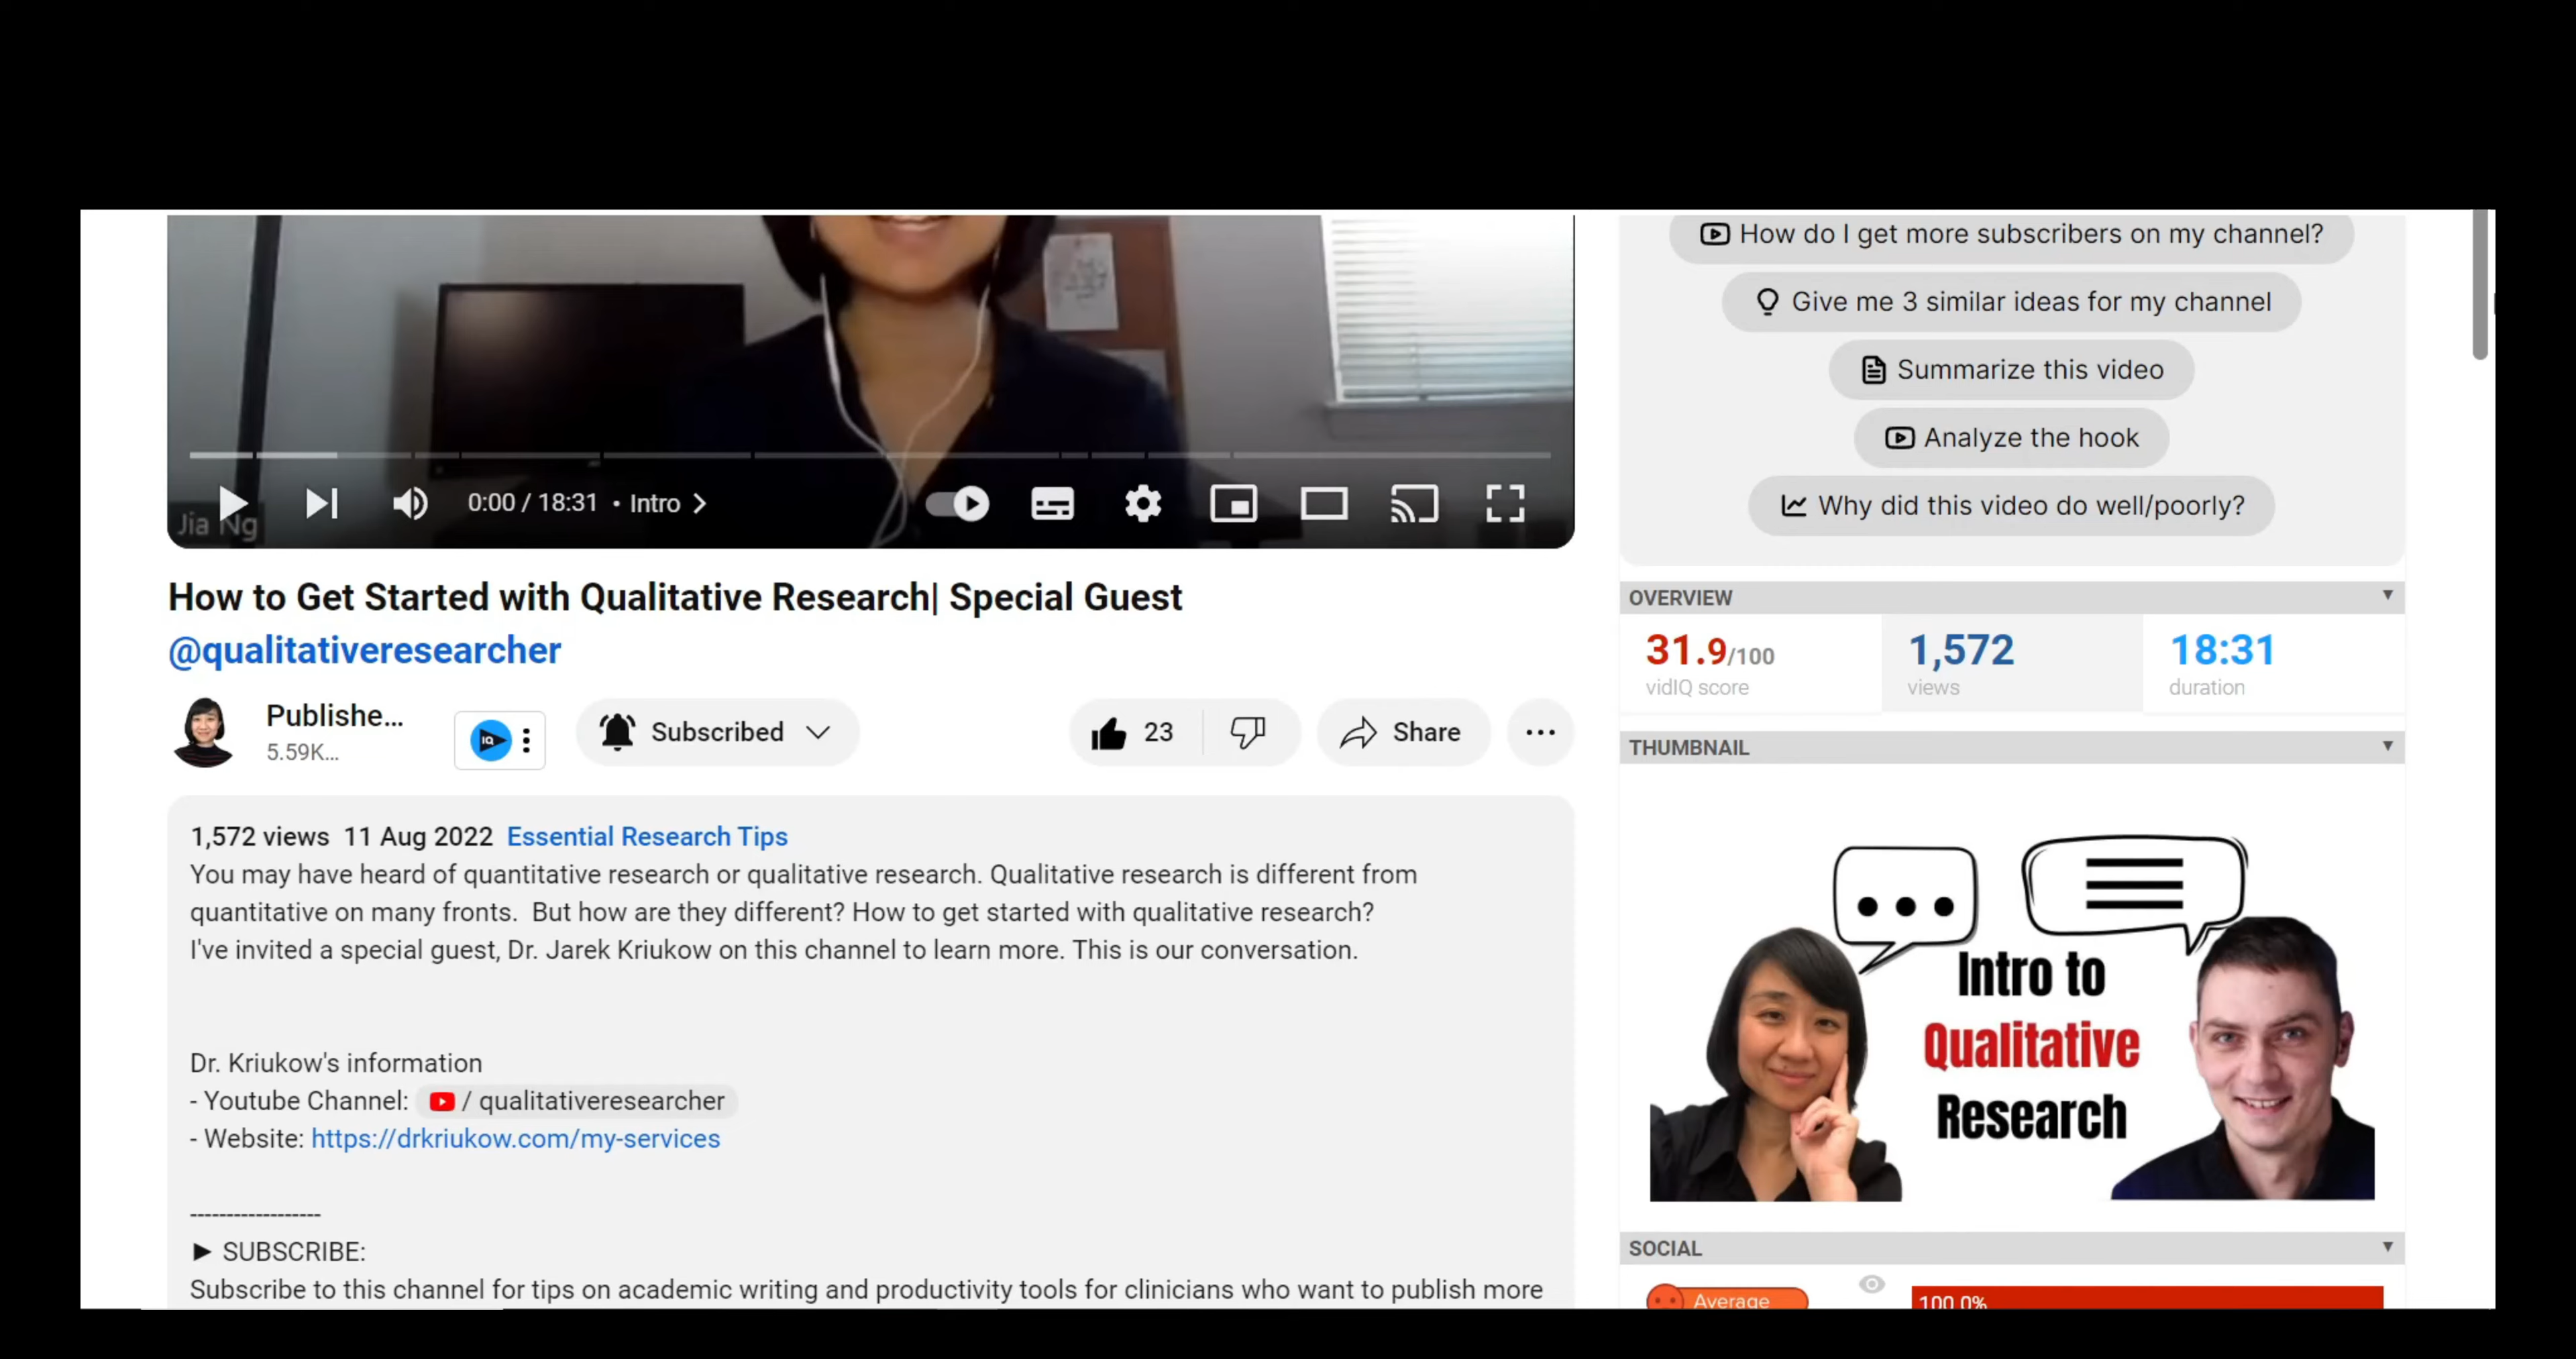 Jia Ng
0:00 / 18:31 • Intro
How to Get Started with Qualitative Research| Special Guest
@qualitativeresearcher
Publishe...
5.59K...
IQ
Subscribed
23
Share
1,572 views 11 Aug 2022 Essential Research Tips
You may have heard of quantitative research or qualitative research. Qualitative research is different from
quantitative on many fronts. But how are they different? How to get started with qualitative research?
I've invited a special guest, Dr. Jarek Kriukow on this channel to learn more. This is our conversation.
Dr. Kriukow's information
- Youtube Channel: / qualitativeresearcher
- Website: https://drkriukow.com/my-services
------------------
► SUBSCRIBE:
Subscribe to this channel for tips on academic writing and productivity tools for clinicians who want to publish more
How do I get more subscribers on my channel?
Give me 3 similar ideas for my channel
Summarize this video
Analyze the hook
Why did this video do well/poorly?
OVERVIEW
31.9/100 1,572 18:31
vidIQ score views duration
THUMBNAIL
Intro to
Qualitative
Research
SOCIAL
Average
100.0%